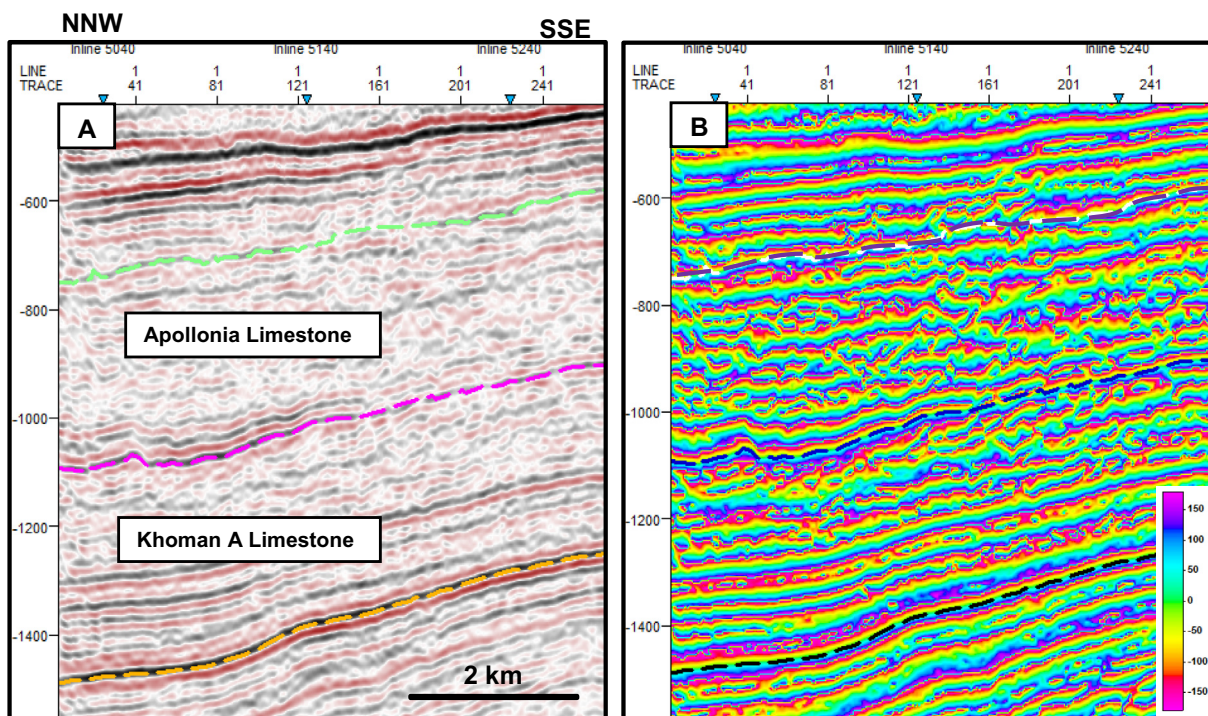 NNW SSE
Inline 5040 Inline 5140 Inline 5240
LINE 1 1 1 1 1 1
TRACE 41 81 121 161 201 241
A
-600
-800
Apollonia Limestone
-1000
-1200
Khoman A Limestone
-1400
2 km
Inline 5040 Inline 5140 Inline 5240
LINE 1 1 1 1 1 1
TRACE 41 81 121 161 201 241
B
-600
-800
-1000
-1200
-1400
150
100
50
0
-50
-100
-150